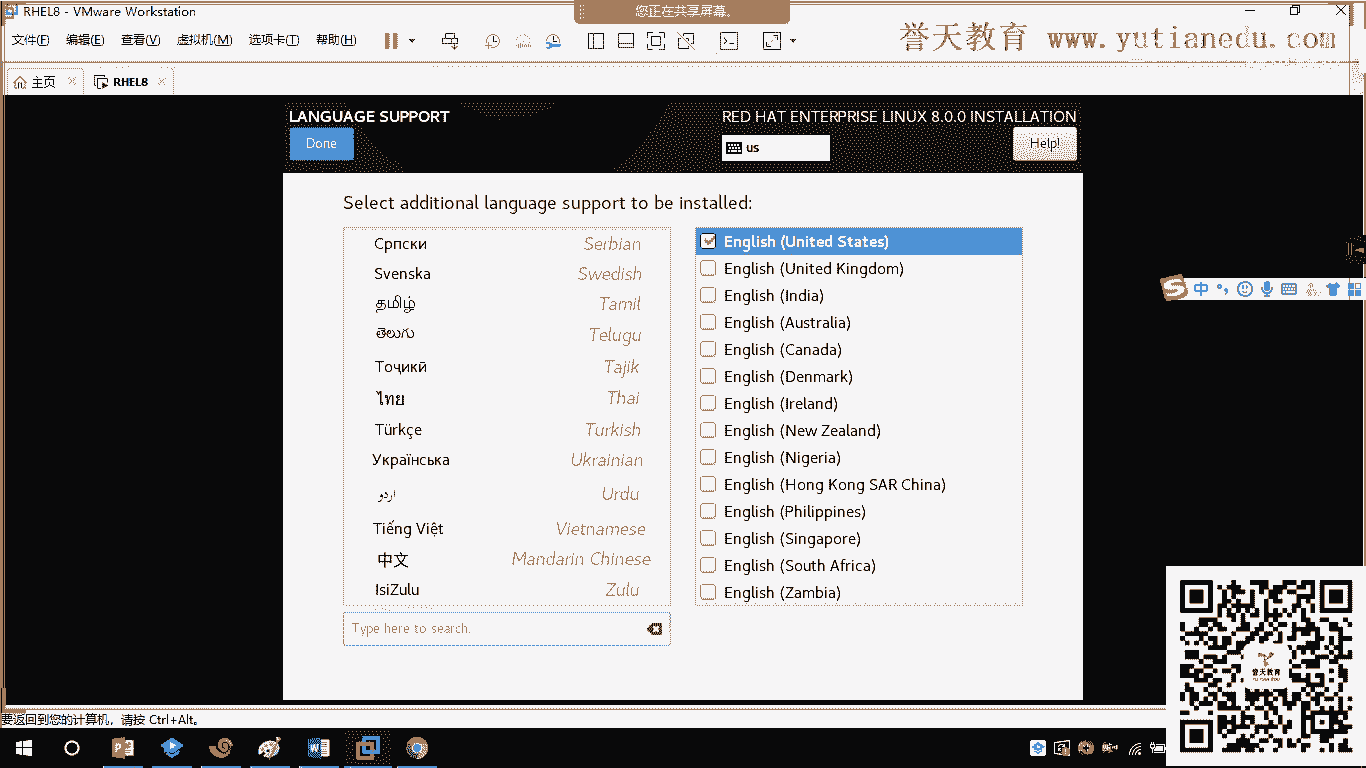 RHEL8 - VMware Workstation
您正在共享屏幕。
文件(F) 编辑(E) 查看(V) 虚拟机(M) 选项卡(T) 帮助(H)
誉天教育 www.yutianedu.com
主页
RHEL8
LANGUAGE SUPPORT
RED HAT ENTERPRISE LINUX 8.0.0 INSTALLATION
Done
us
Help!
Select additional language support to be installed:
Српски Serbian
Svenska Swedish
தமிழ் Tamil
తెలుగు Telugu
Тоҷикӣ Tajik
ไทย Thai
Türkçe Turkish
Українська Ukrainian
اردو Urdu
Tiếng Việt Vietnamese
中文 Mandarin Chinese
IsiZulu Zulu
Type here to search.
English (United States)
English (United Kingdom)
English (India)
English (Australia)
English (Canada)
English (Denmark)
English (Ireland)
English (New Zealand)
English (Nigeria)
English (Hong Kong SAR China)
English (Philippines)
English (Singapore)
English (South Africa)
English (Zambia)
中
誉天教育
要返回到您的计算机，请按 Ctrl+Alt。